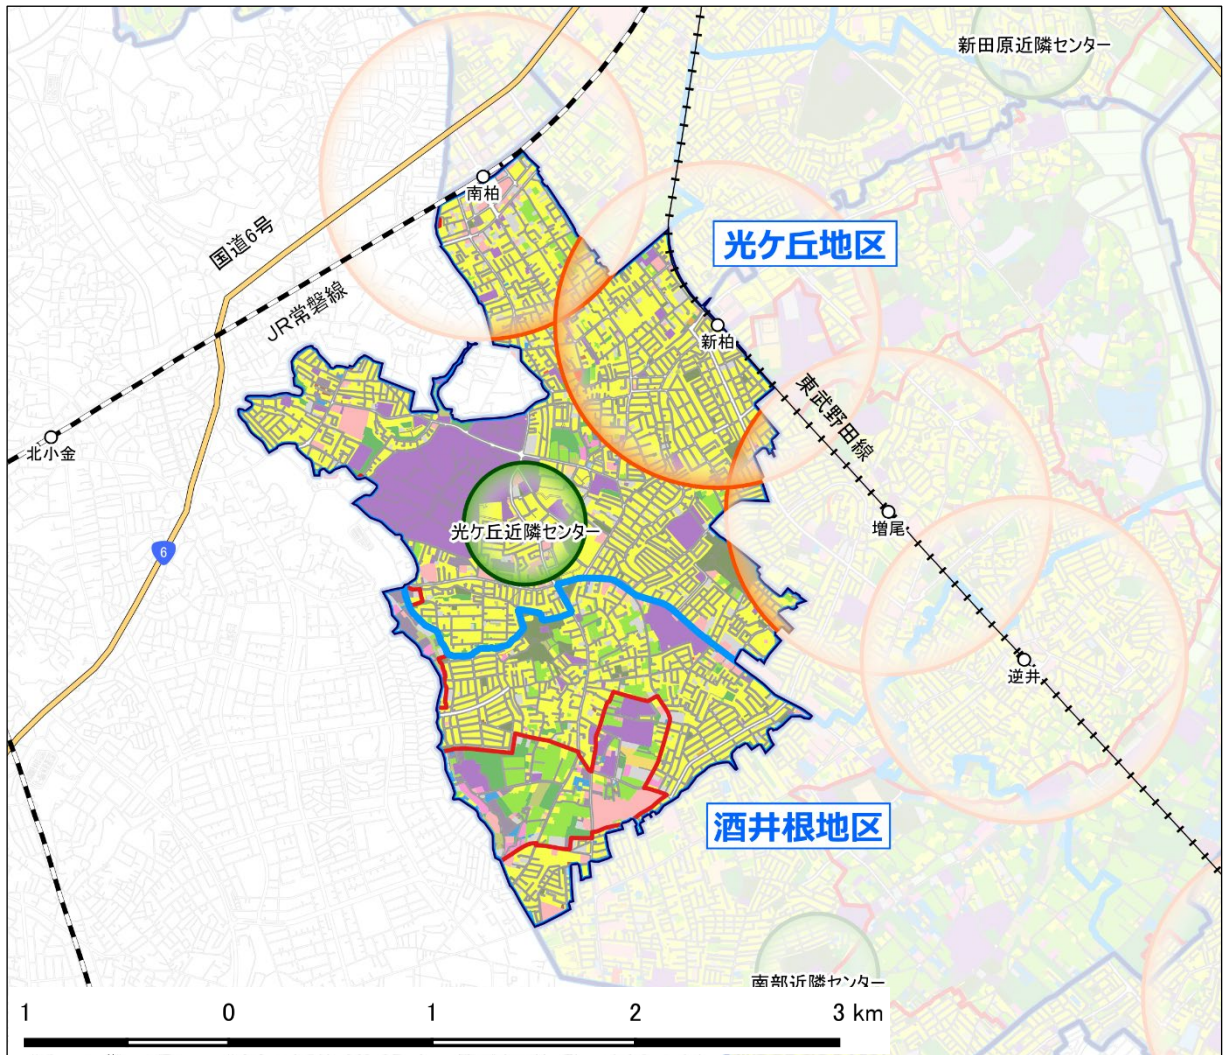 新田原近隣センター
南柏
国道6号
光ケ丘地区
JR常磐線
新柏
東武野田線
北小金
増尾
光ケ丘近隣センター
6
逆井
酒井根地区
南部近隣センター
1 0 1 2 3 km